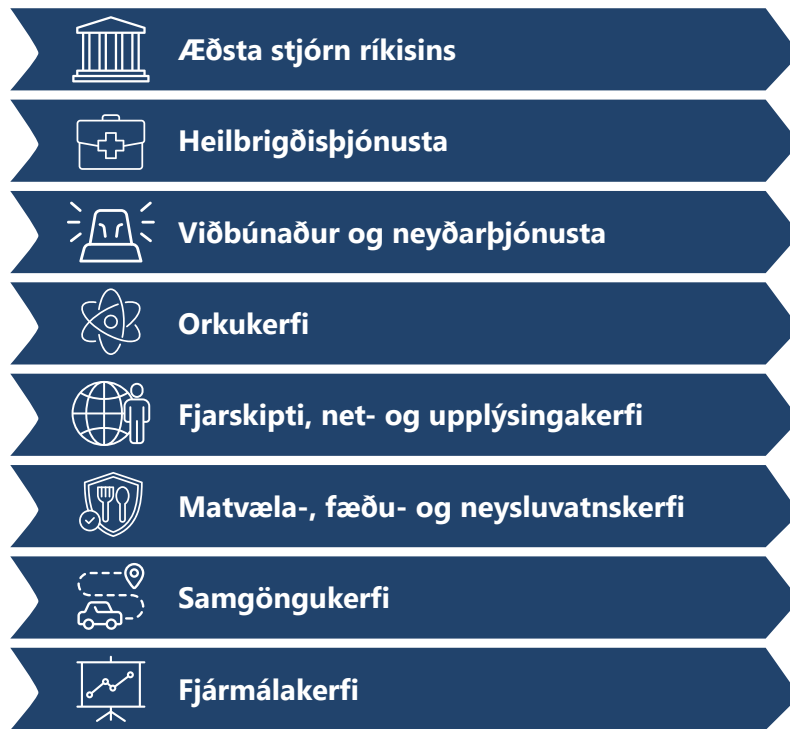 Æðsta stjórn ríkisins
Heilbrigðisþjónusta
Viðbúnaður og neyðarþjónusta
Orkukerfi
Fjarskipti, net- og upplýsingakerfi
Matvæla-, fæðu- og neysluvatnskerfi
Samgöngukerfi
Fjármálakerfi